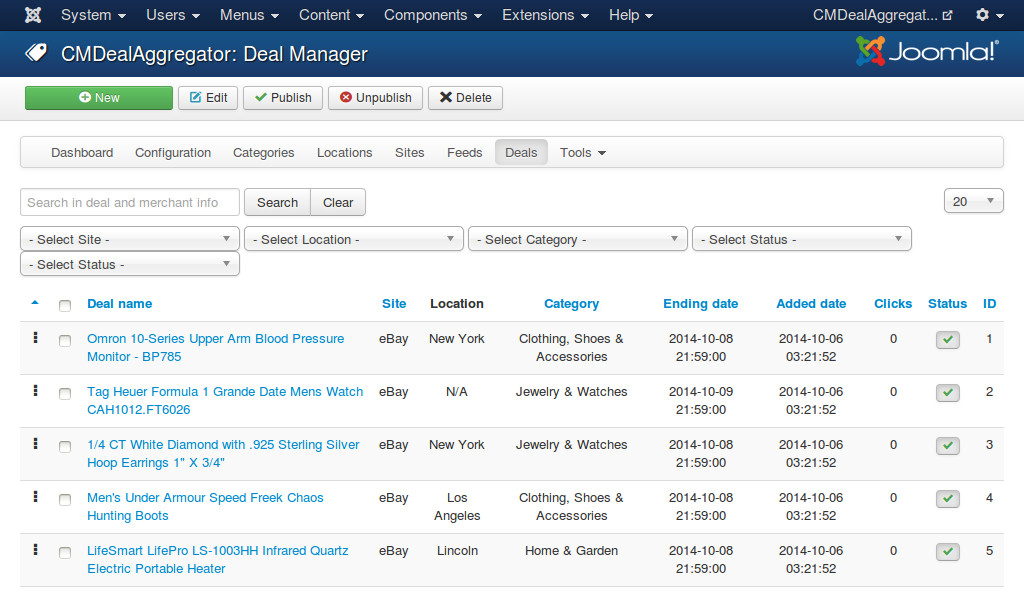 System Users Menus Content Components Extensions Help CMDealAggregat...
CMDealAggregator: Deal Manager Joomla!®
New Edit Publish Unpublish Delete
Dashboard Configuration Categories Locations Sites Feeds Deals Tools
Search in deal and merchant info Search Clear 20
- Select Site - - Select Location - - Select Category - - Select Status -
- Select Status -
Deal name Site Location Category Ending date Added date Clicks Status ID
Omron 10-Series Upper Arm Blood Pressure eBay New York Clothing, Shoes & 2014-10-08 2014-10-06 0 1
Monitor - BP785 Accessories 21:59:00 03:21:52
Tag Heuer Formula 1 Grande Date Mens Watch eBay N/A Jewelry & Watches 2014-10-09 2014-10-06 0 2
CAH1012.FT6026 21:59:00 03:21:52
1/4 CT White Diamond with .925 Sterling Silver eBay New York Jewelry & Watches 2014-10-08 2014-10-06 0 3
Hoop Earrings 1" X 3/4" 21:59:00 03:21:52
Men's Under Armour Speed Freek Chaos eBay Los Clothing, Shoes & 2014-10-08 2014-10-06 0 4
Hunting Boots Angeles Accessories 21:59:00 03:21:52
LifeSmart LifePro LS-1003HH Infrared Quartz eBay Lincoln Home & Garden 2014-10-08 2014-10-06 0 5
Electric Portable Heater 21:59:00 03:21:52